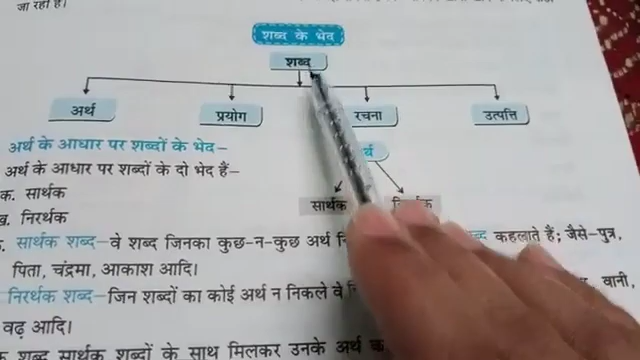 जा रहा है।
शब्द के भेद
शब्द
अर्थ प्रयोग रचना उत्पत्ति
अर्थ के आधार पर शब्दों के भेद–
अर्थ के आधार पर शब्दों के दो भेद हैं–
क. सार्थक
ख. निरर्थक
सार्थक
सार्थक शब्द–वे शब्द जिनका कुछ-न-कुछ अर्थ कहलाते हैं; जैसे–पुत्र,
पिता, चंद्रमा, आकाश आदि।
निरर्थक शब्द–जिन शब्दों का कोई अर्थ न निकले वे वानी,
वढ़ आदि।
शब्द सार्थक शब्दों के साथ मिलकर उनके अर्थ